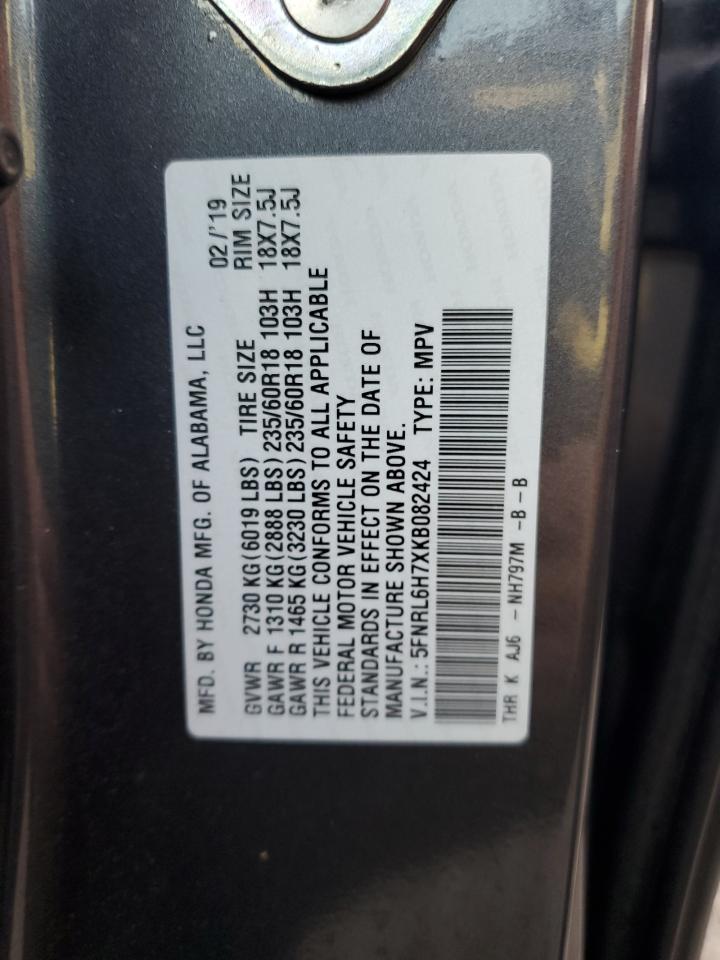 MFD. BY HONDA MFG. OF ALABAMA, LLC 02/'19
GVWR 2730 KG(6019 LBS) TIRE SIZE RIM SIZE
GAWR F 1310 KG(2888 LBS) 235/60R18 103H 18X7.5J
GAWR R 1465 KG(3230 LBS) 235/60R18 103H 18X7.5J
THIS VEHICLE CONFORMS TO ALL APPLICABLE
FEDERAL MOTOR VEHICLE SAFETY
STANDARDS IN EFFECT ON THE DATE OF
MANUFACTURE SHOWN ABOVE.
V.I.N.: 5FNRL6H7XKB082424 TYPE: MPV
THR K AJ6 - NH797M -B -B